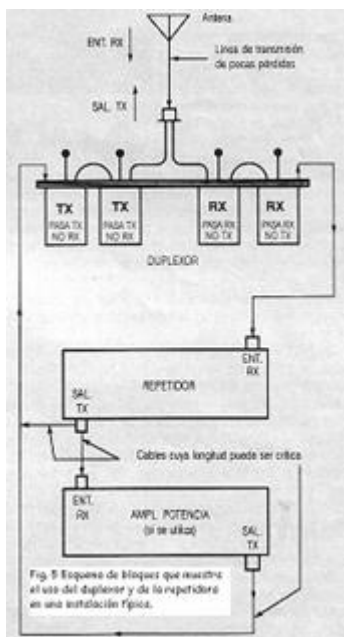 Antena
ENT. RX
Línea de transmisión
de pocas pérdidas
SAL. TX
TX
PASA TX
NO RX
TX
PASA TX
NO RX
RX
PASA RX
NO TX
RX
PASA RX
NO TX
DUPLEXOR
ENT.
RX
REPETIDOR
SAL.
TX
Cables cuya longitud puede ser crítica
ENT.
RX
AMPL. POTENCIA
(si se utiliza)
SAL.
TX
Fig. 5 Esquema de bloques que muestra
el uso del duplexor y de la repetidora
en una instalación típica.